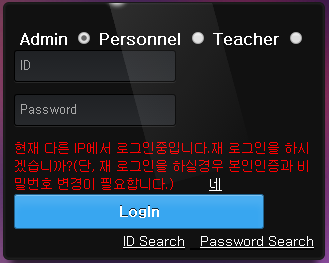 Admin Personnel Teacher
ID
Password
현재 다른 IP에서 로그인중입니다.재 로그인을 하시
겠습니까?(단, 재 로그인을 하실경우 본인인증과 비
밀번호 변경이 필요합니다.) 네
Login
ID Search Password Search